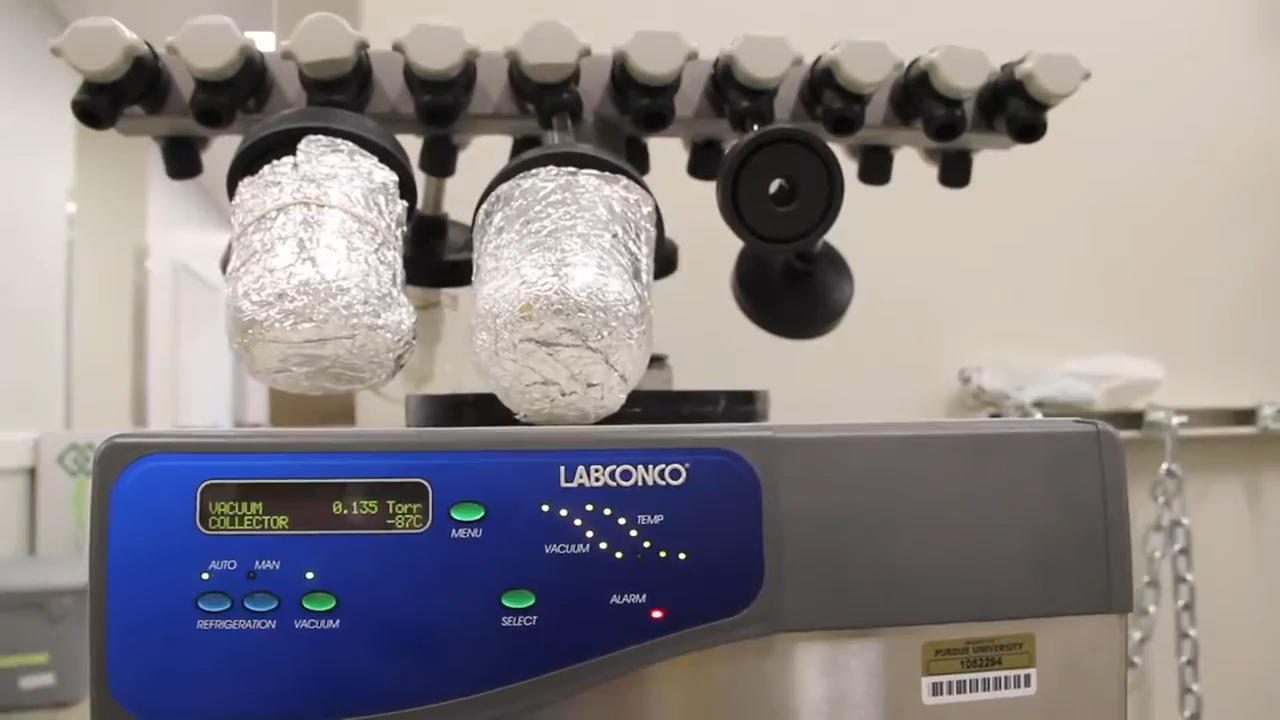 LABCONCO®
VACUUM 0.135 Torr
COLLECTOR -87C
MENU
TEMP
VACUUM
AUTO MAN
REFRIGERATION VACUUM
SELECT
ALARM
PURDUE UNIVERSITY
1082294